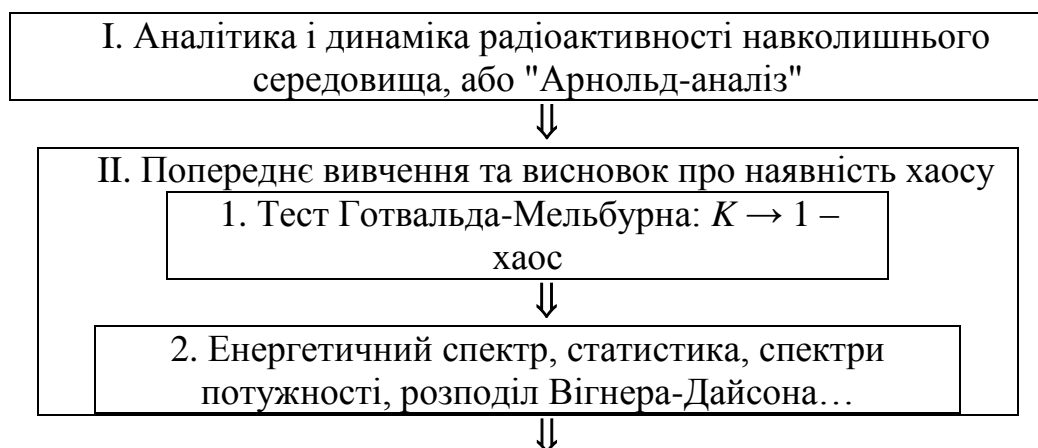 I. Аналітика і динаміка радіоактивності навколишнього
середовища, або "Арнольд-аналіз"
⇓
II. Попереднє вивчення та висновок про наявність хаосу
1. Тест Готвальда-Мельбурна: K → 1 –
хаос
⇓
2. Енергетичний спектр, статистика, спектри
потужності, розподіл Вігнера-Дайсона…
⇓